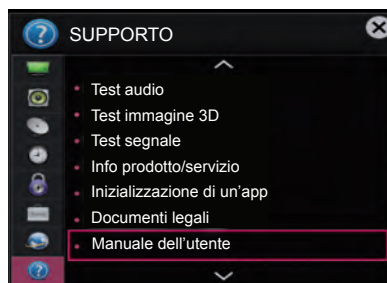 SUPPORTO
Test audio
Test immagine 3D
Test segnale
Info prodotto/servizio
Inizializzazione di un'app
Documenti legali
Manuale dell'utente